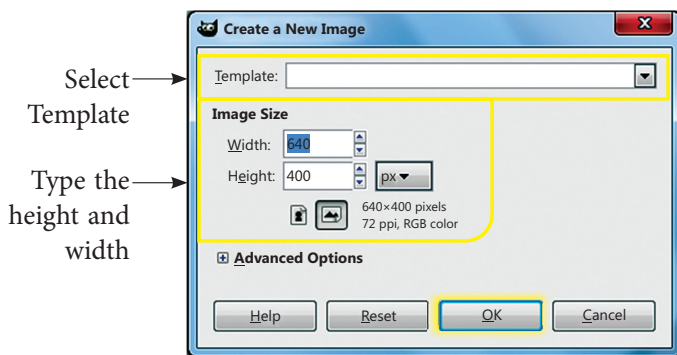 Create a New Image
Select
Template
Template:
Image Size
Width: 640
Type the
height and
width
Height: 400 px
640×400 pixels
72 ppi, RGB color
Advanced Options
Help Reset OK Cancel